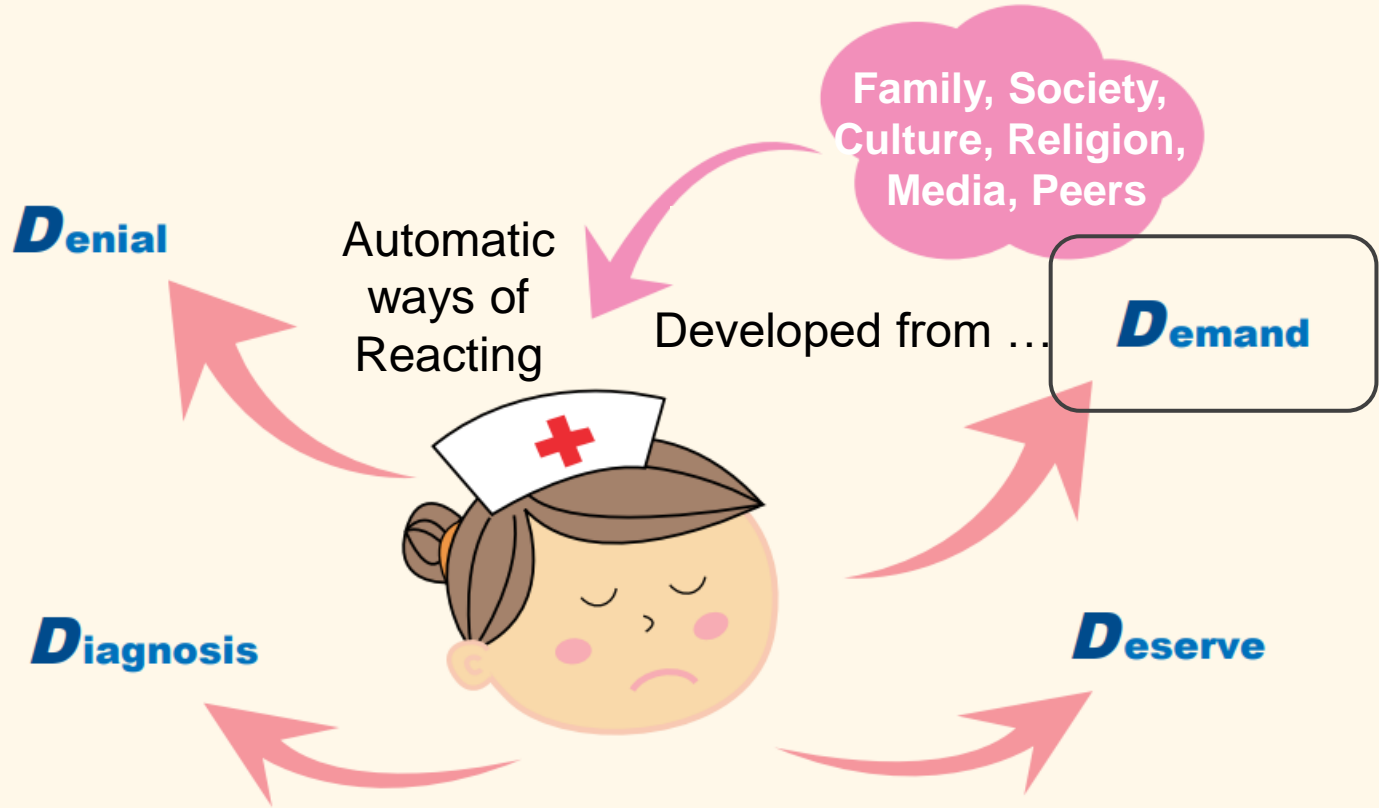 Family, Society,
Culture, Religion,
Media, Peers
Denial
Automatic
ways of
Reacting
Developed from …
Demand
Diagnosis
Deserve